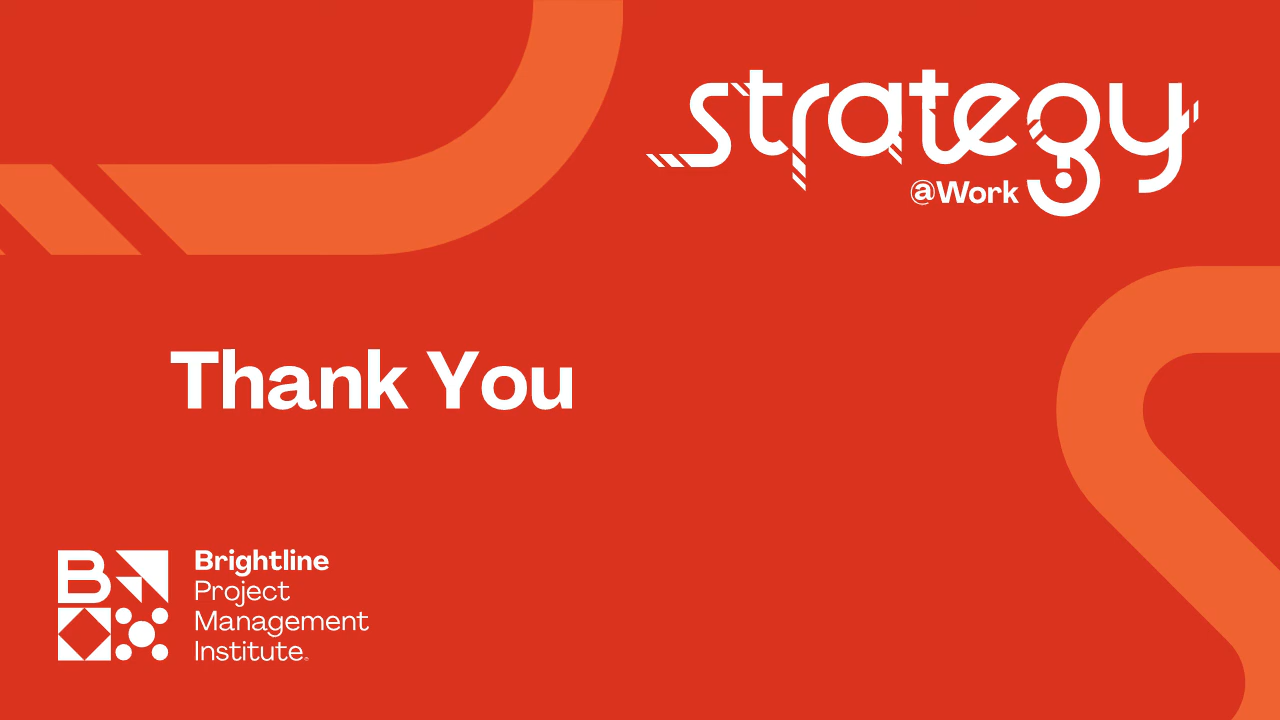 strategy
@Work
Thank You
Brightline
Project
Management
Institute.